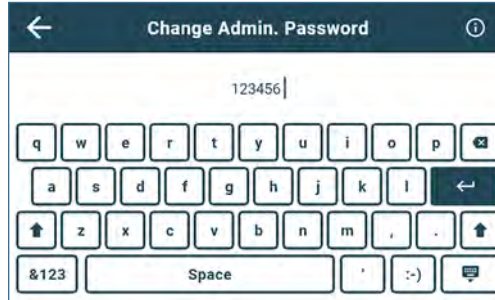 Change Admin. Password
123456
q w e r t y u i o p
a s d f g h j k l
z x c v b n m , .
&123 Space ' :-)